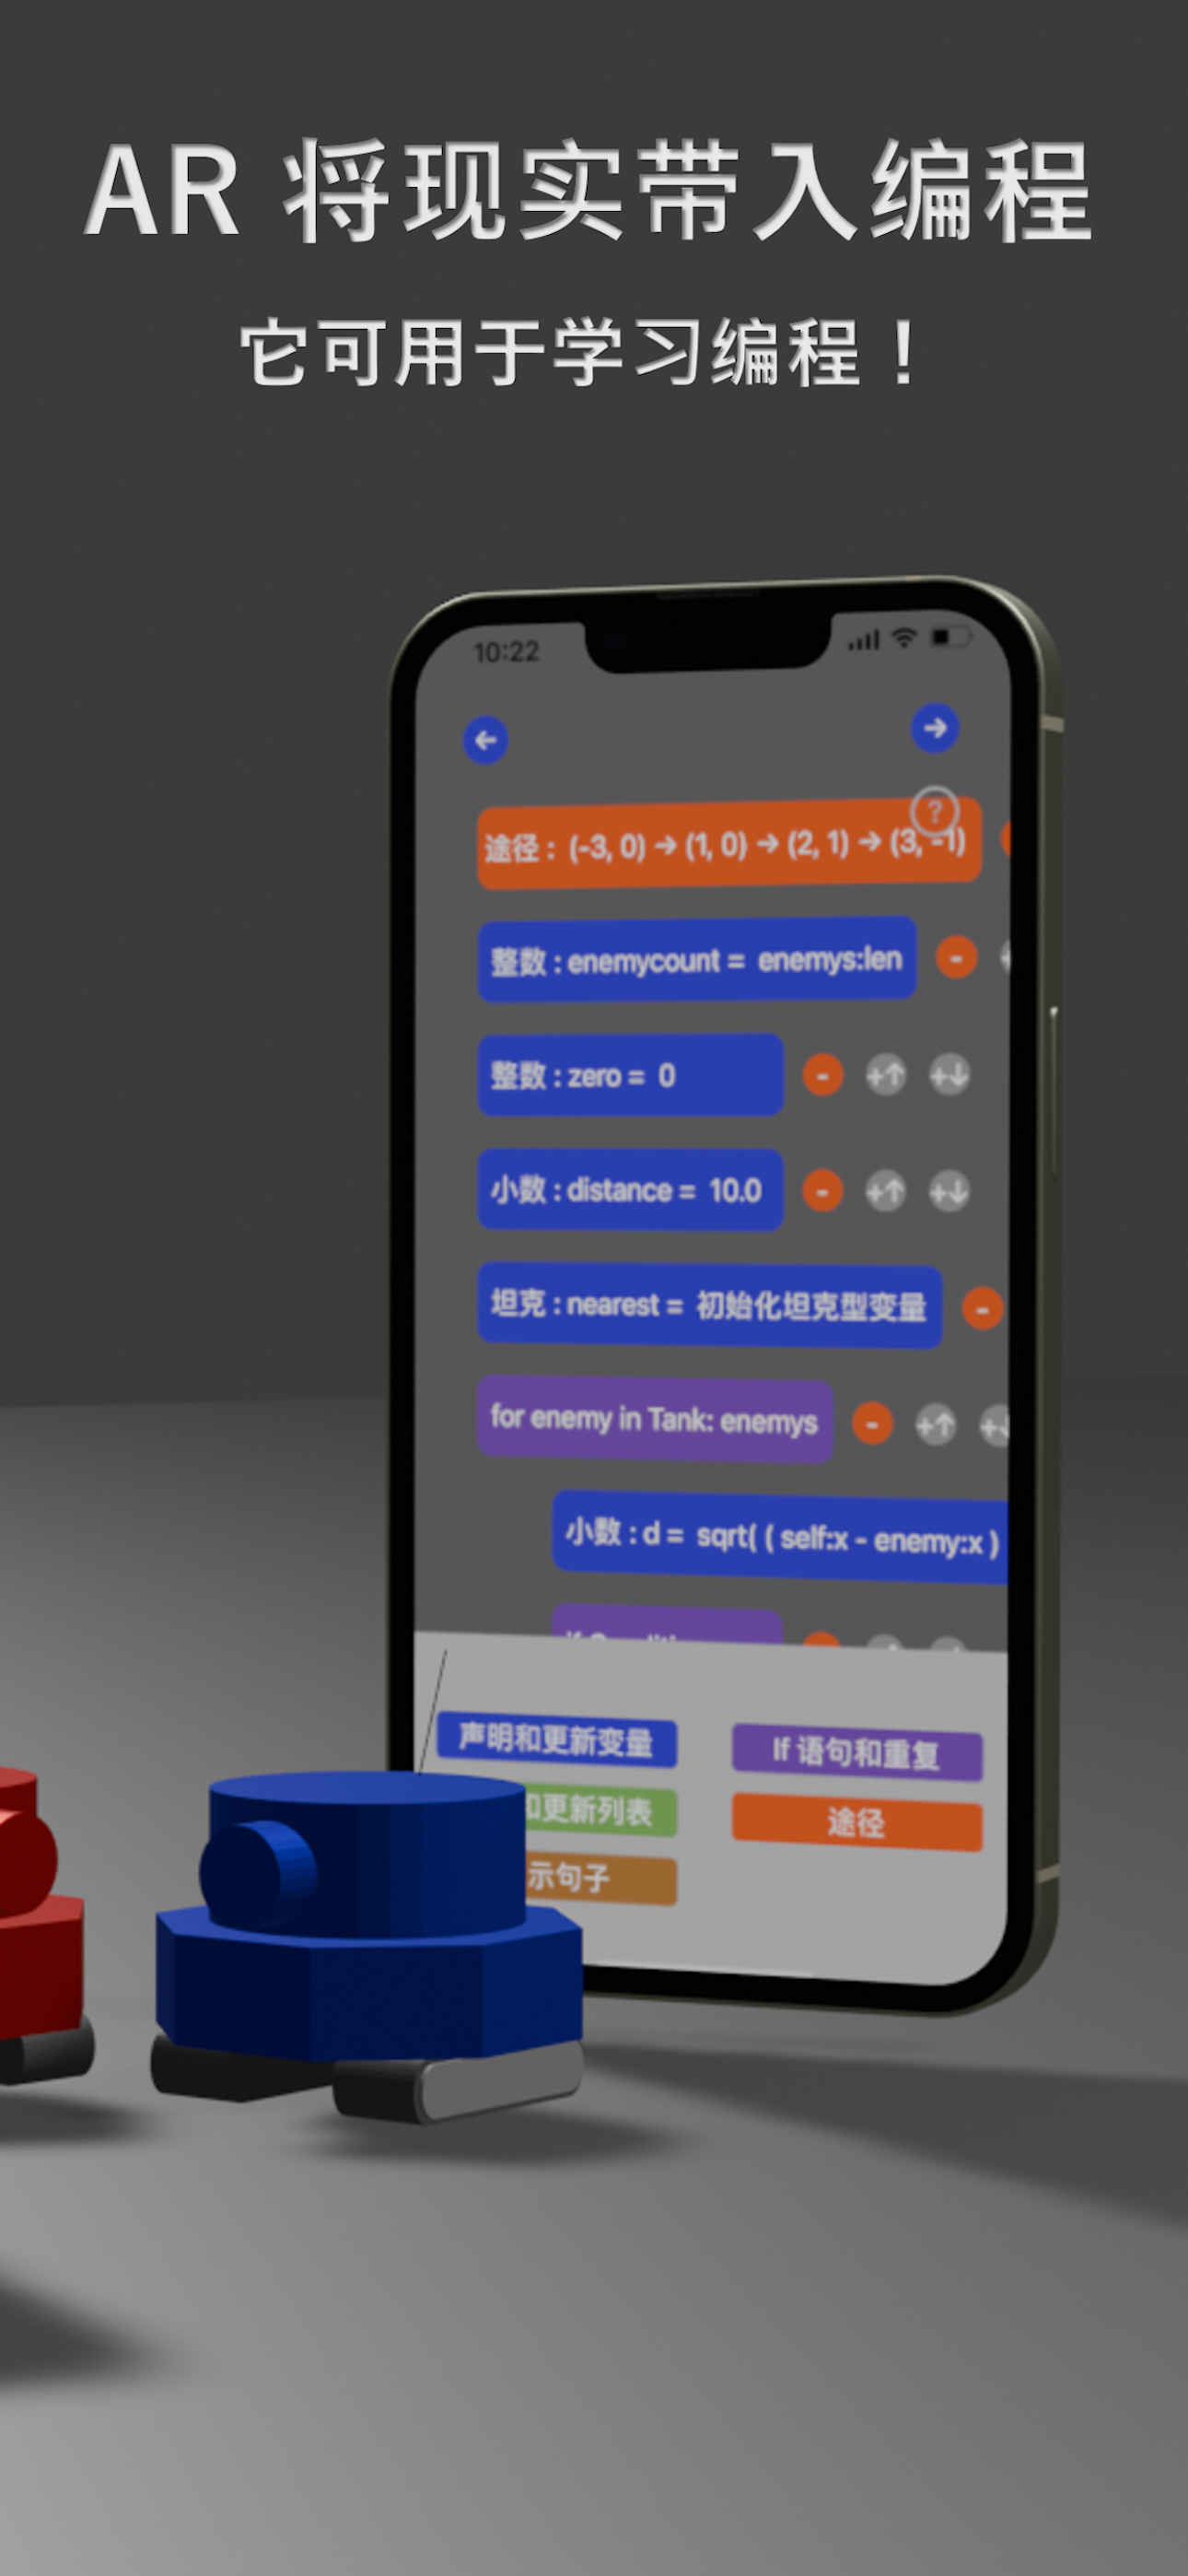 AR 将现实带入编程
它可用于学习编程！
10:22
途径： (-3, 0) → (1, 0) → (2, 1) → (3, -1)
?
整数 : enemycount = enemys:len
-
整数 : zero = 0
- +↑ +↓
小数 : distance = 10.0
- +↑ +↓
坦克 : nearest = 初始化坦克型变量
-
for enemy in Tank: enemys
- +↑ +↓
小数 : d = sqrt( ( self:x - enemy:x )
声明和更新变量
If 语句和重复
和更新列表
途径
示句子